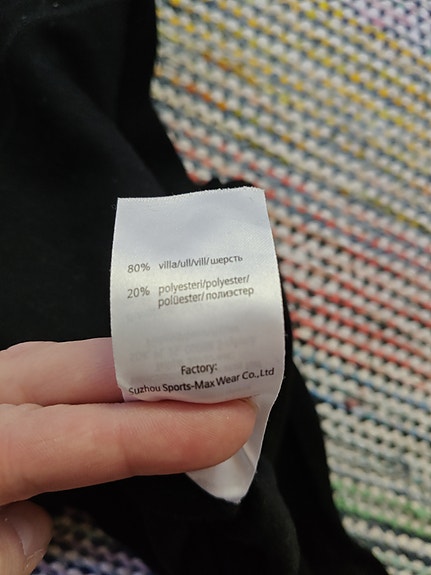 80% villa/ull/vill/шерсть
20% polyesteri/polyester/
polüester/полиэстер
Factory:
Suzhou Sports-Max Wear Co.,Ltd